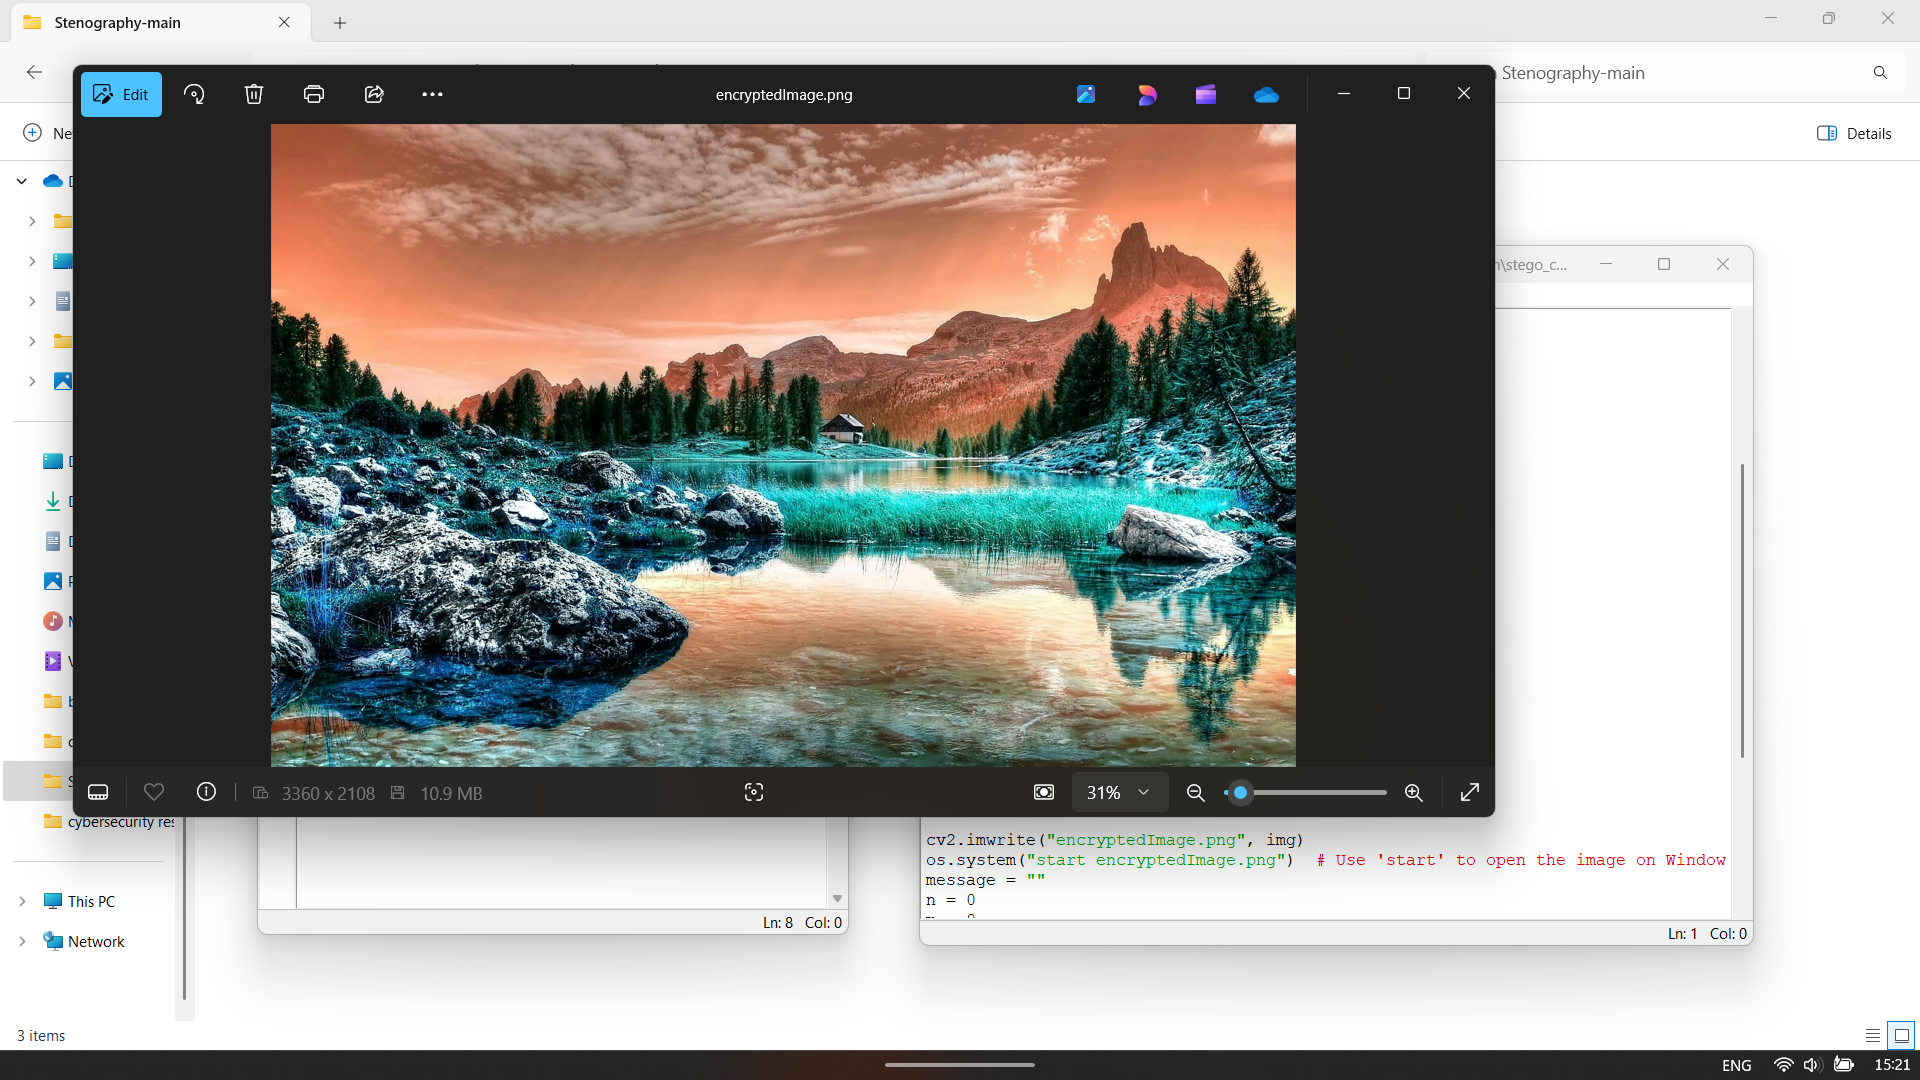 Stenography-main
Stenography-main
Edit
encryptedImage.png
Details
3360 x 2108
10.9 MB
31%
cybersecurity
This PC
Network
Ln: 8 Col: 0
cv2.imwrite("encryptedImage.png", img)
os.system("start encryptedImage.png")  # Use 'start' to open the image on Window
message = ""
n = 0
Ln: 1 Col: 0
3 items
ENG
15:21